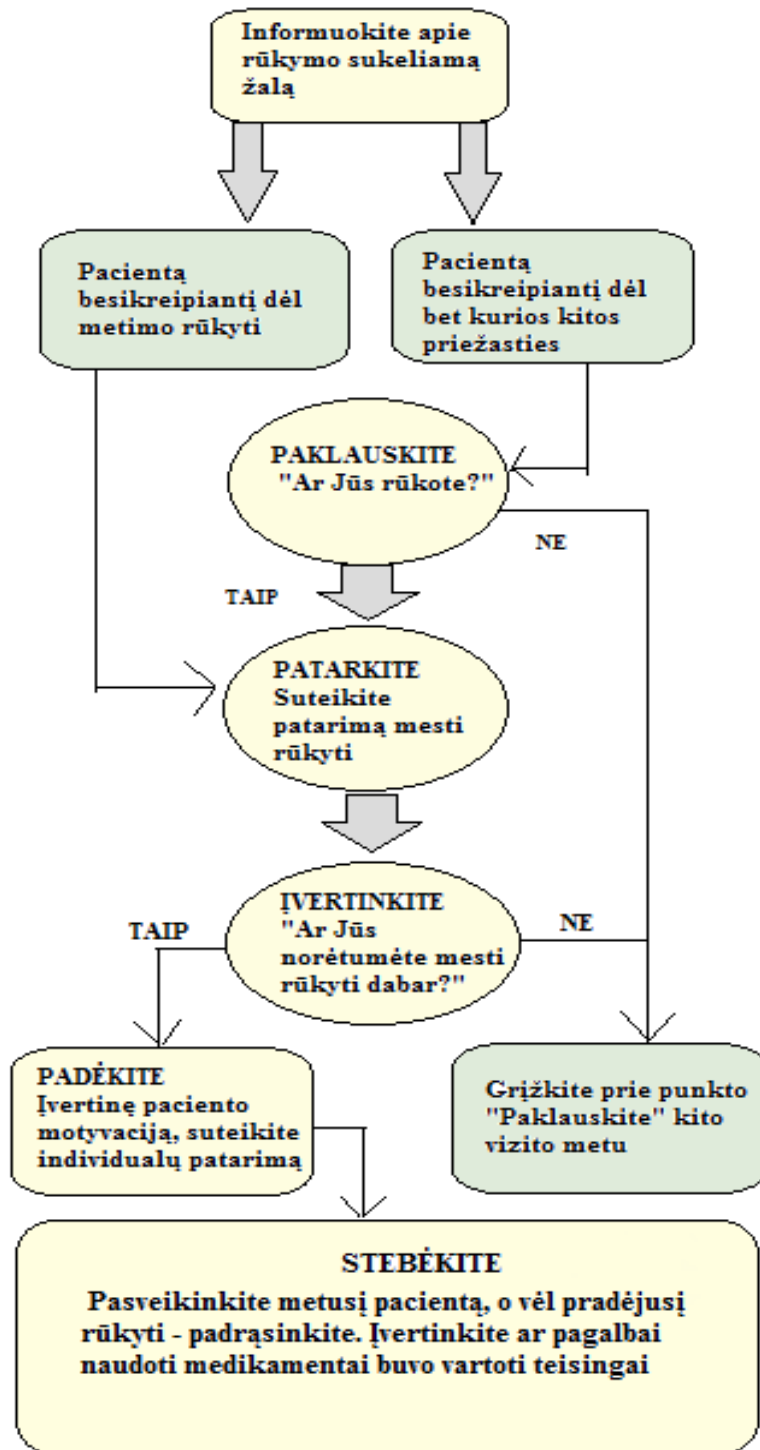 Informuokite apie
rūkymo sukeliamą
žalą
Pacientą
besikreipiantį dėl
metimo rūkyti
Pacientą
besikreipiantį dėl
bet kurios kitos
priežasties
PAKLAUSKITE
"Ar Jūs rūkote?"
NE
TAIP
PATARKITE
Suteikite
patarimą mesti
rūkyti
ĮVERTINKITE
"Ar Jūs
norėtumėte mesti
rūkyti dabar?"
TAIP
NE
PADĖKITE
Įvertinę paciento
motyvaciją, suteikite
individualų patarimą
Grįžkite prie punkto
"Paklauskite" kito
vizito metu
STEBĖKITE
Pasveikinkite metusį pacientą, o vėl pradėjusį
rūkyti - padrąsinkite. Įvertinkite ar pagalbai
naudoti medikamentai buvo vartoti teisingai